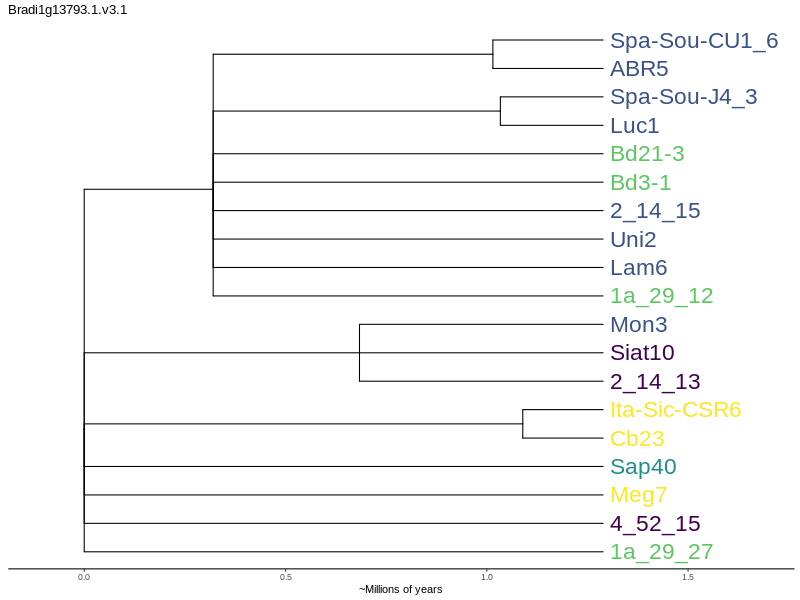 Bradi1g13793.1.v3.1
Spa-Sou-CU1_6
ABR5
Spa-Sou-J4_3
Luc1
Bd21-3
Bd3-1
2_14_15
Uni2
Lam6
1a_29_12
Mon3
Siat10
2_14_13
Ita-Sic-CSR6
Cb23
Sap40
Meg7
4_52_15
1a_29_27
0.0 0.5 1.0 1.5
~Millions of years